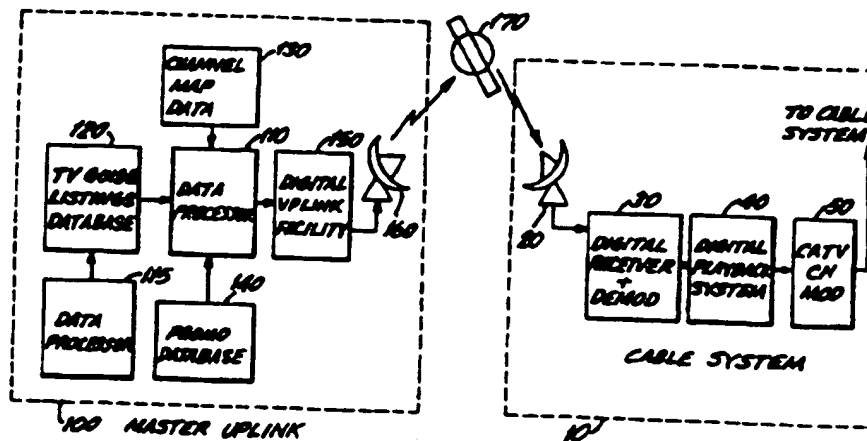 130
CHANNEL
MAP
DATA
120
TV GUIDE
LISTINGS
DATABASE
110
DATA
PROCESSOR
150
DIGITAL
UPLINK
FACILITY
160
115
DATA
PROCESSOR
140
PROMO
DATABASE
100 MASTER UPLINK
170
TO CABLE
SYSTEM
20
30
DIGITAL
RECEIVER
+
DEMOD
40
DIGITAL
PLAYBACK
SYSTEM
50
CATV
CH
MOD
CABLE SYSTEM
10